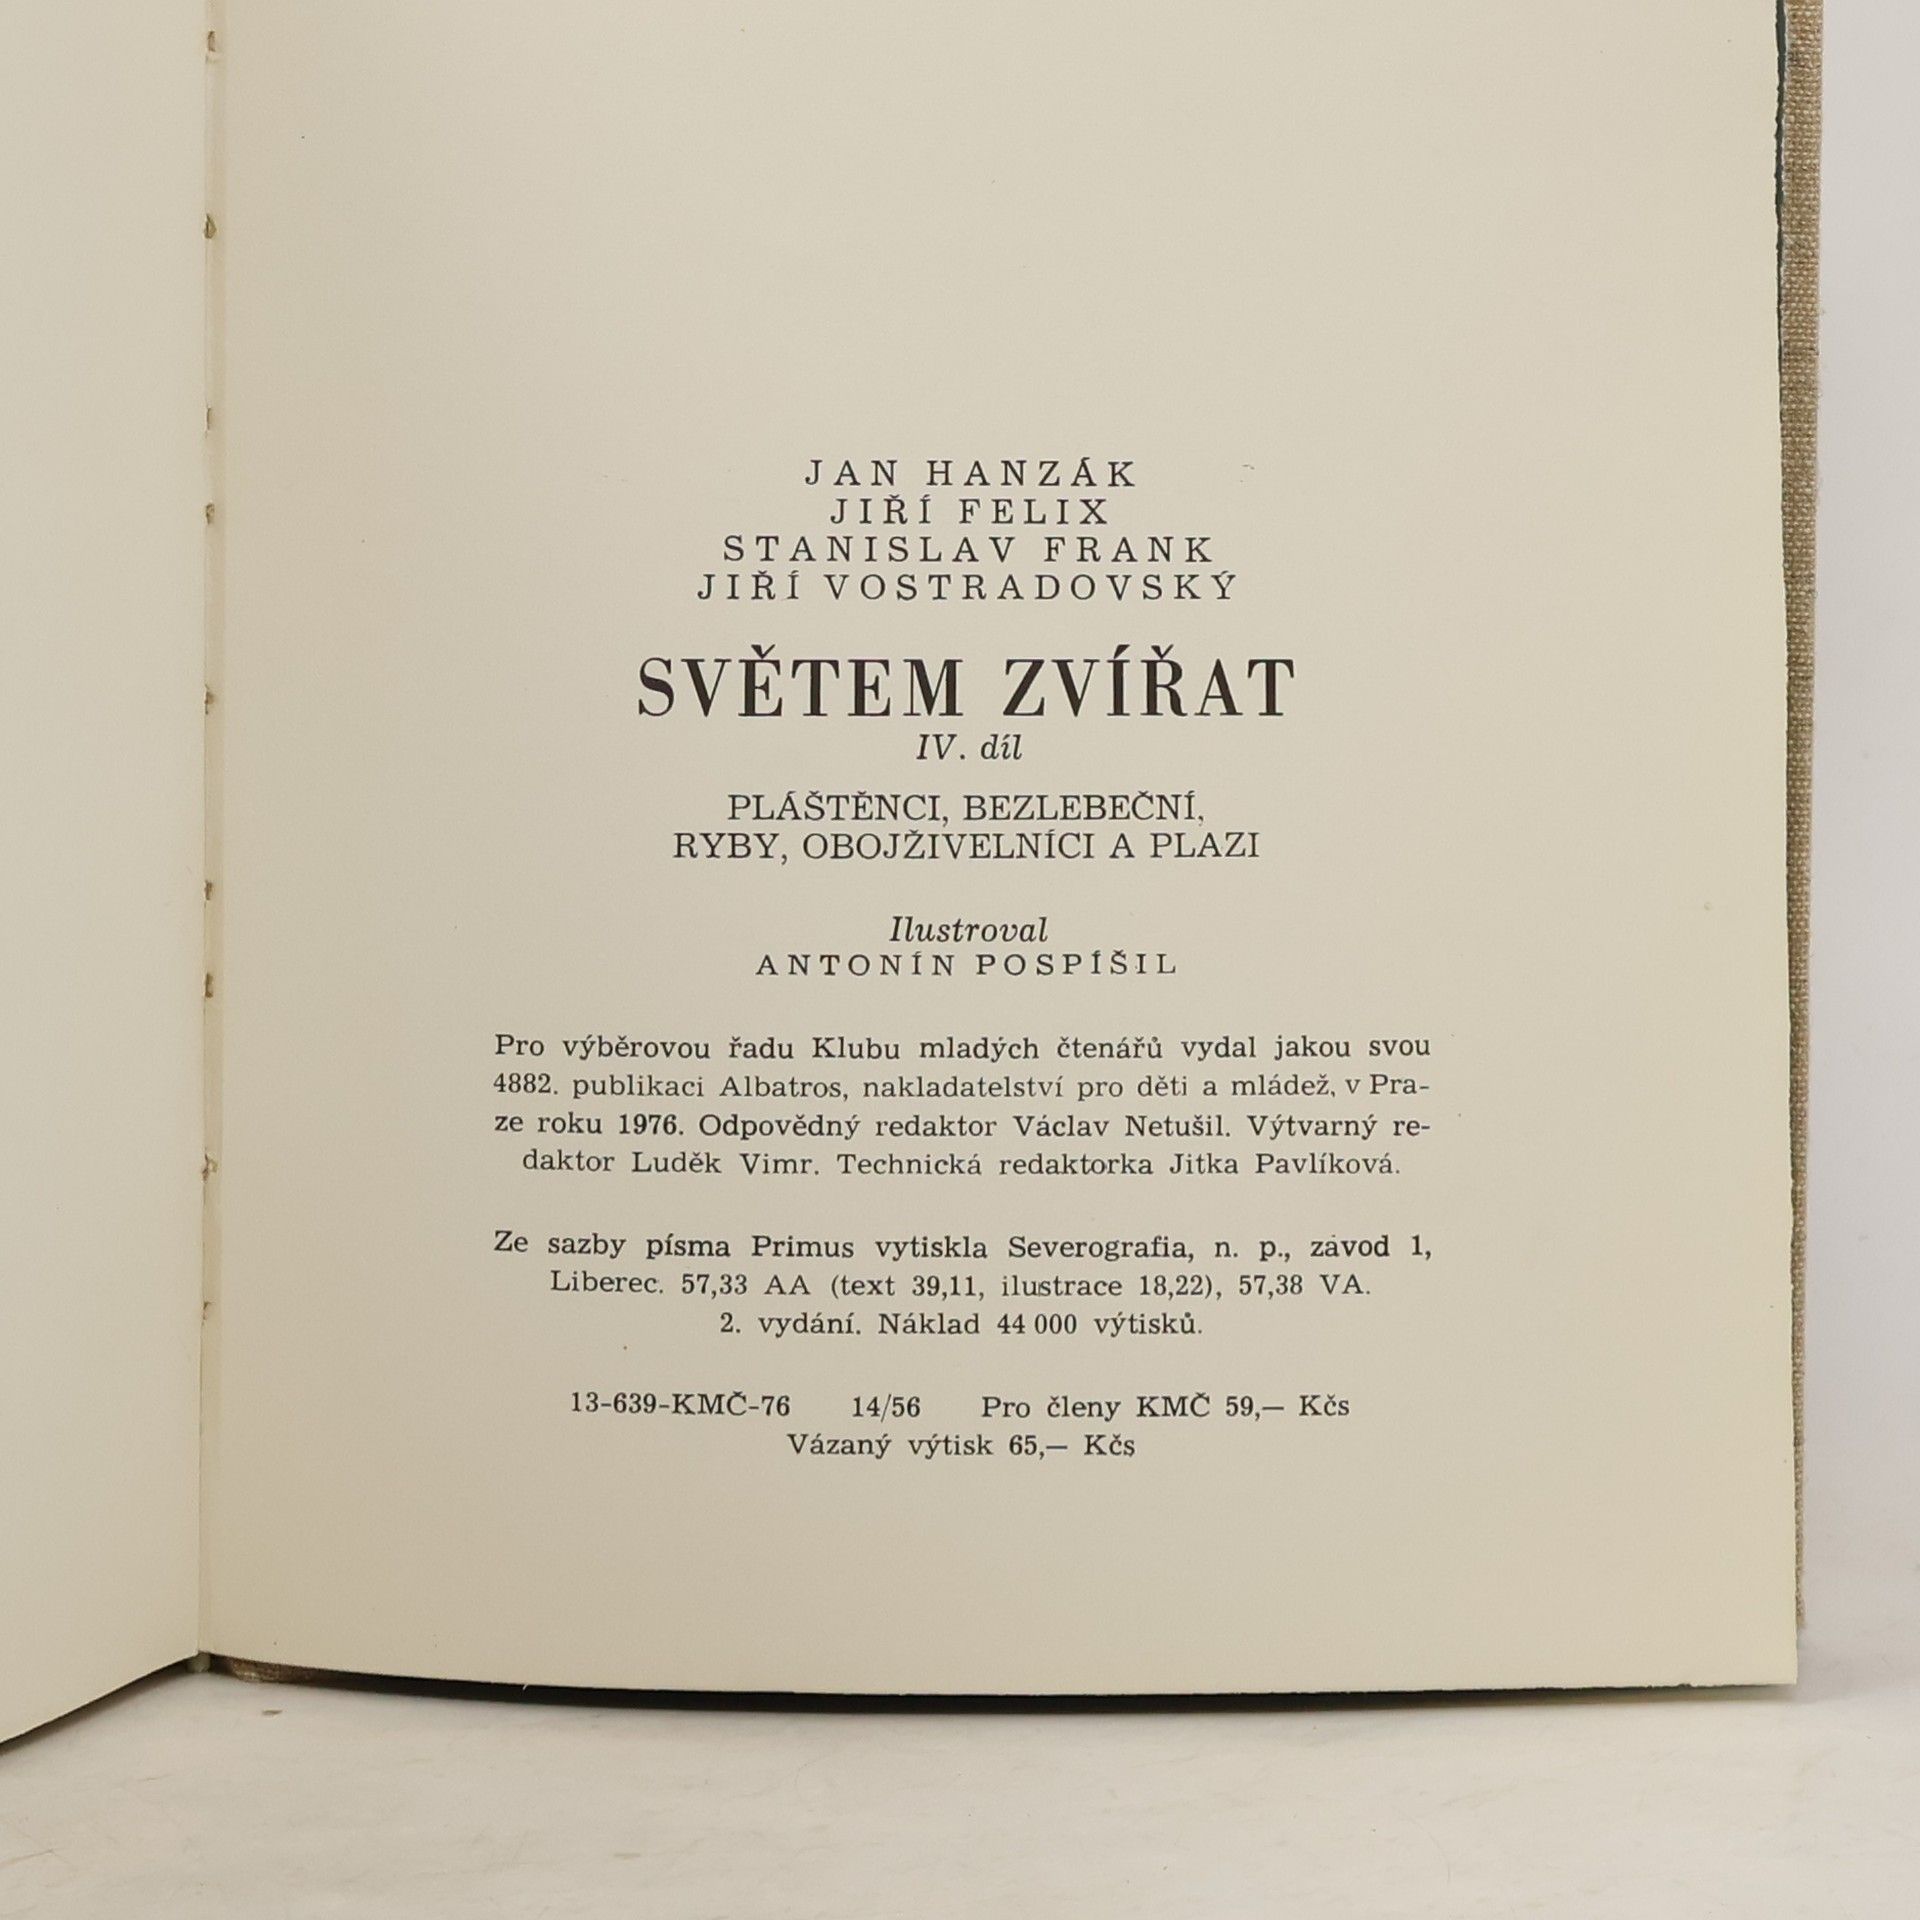 JAN HANZÁK
JIŘÍ FELIX
STANISLAV FRANK
JIŘÍ VOSTRADOVSKÝ
SVĚTEM ZVÍŘAT
IV. díl
PLÁŠTĚNCI, BEZLEBEČNÍ,
RYBY, OBOJŽIVELNÍCI A PLAZI
Ilustroval
ANTONÍN POSPÍŠIL
Pro výběrovou řadu Klubu mladých čtenářů vydal jakou svou
4882. publikaci Albatros, nakladatelství pro děti a mládež, v Pra-
ze roku 1976. Odpovědný redaktor Václav Netušil. Výtvarný re-
daktor Luděk Vimr. Technická redaktorka Jitka Pavlíková.
Ze sazby písma Primus vytiskla Severografia, n. p., závod 1,
Liberec. 57,33 AA (text 39,11, ilustrace 18,22), 57,38 VA.
2. vydání. Náklad 44 000 výtisků.
13-639-KMČ-76 14/56 Pro členy KMČ 59,— Kčs
Vázaný výtisk 65,— Kčs